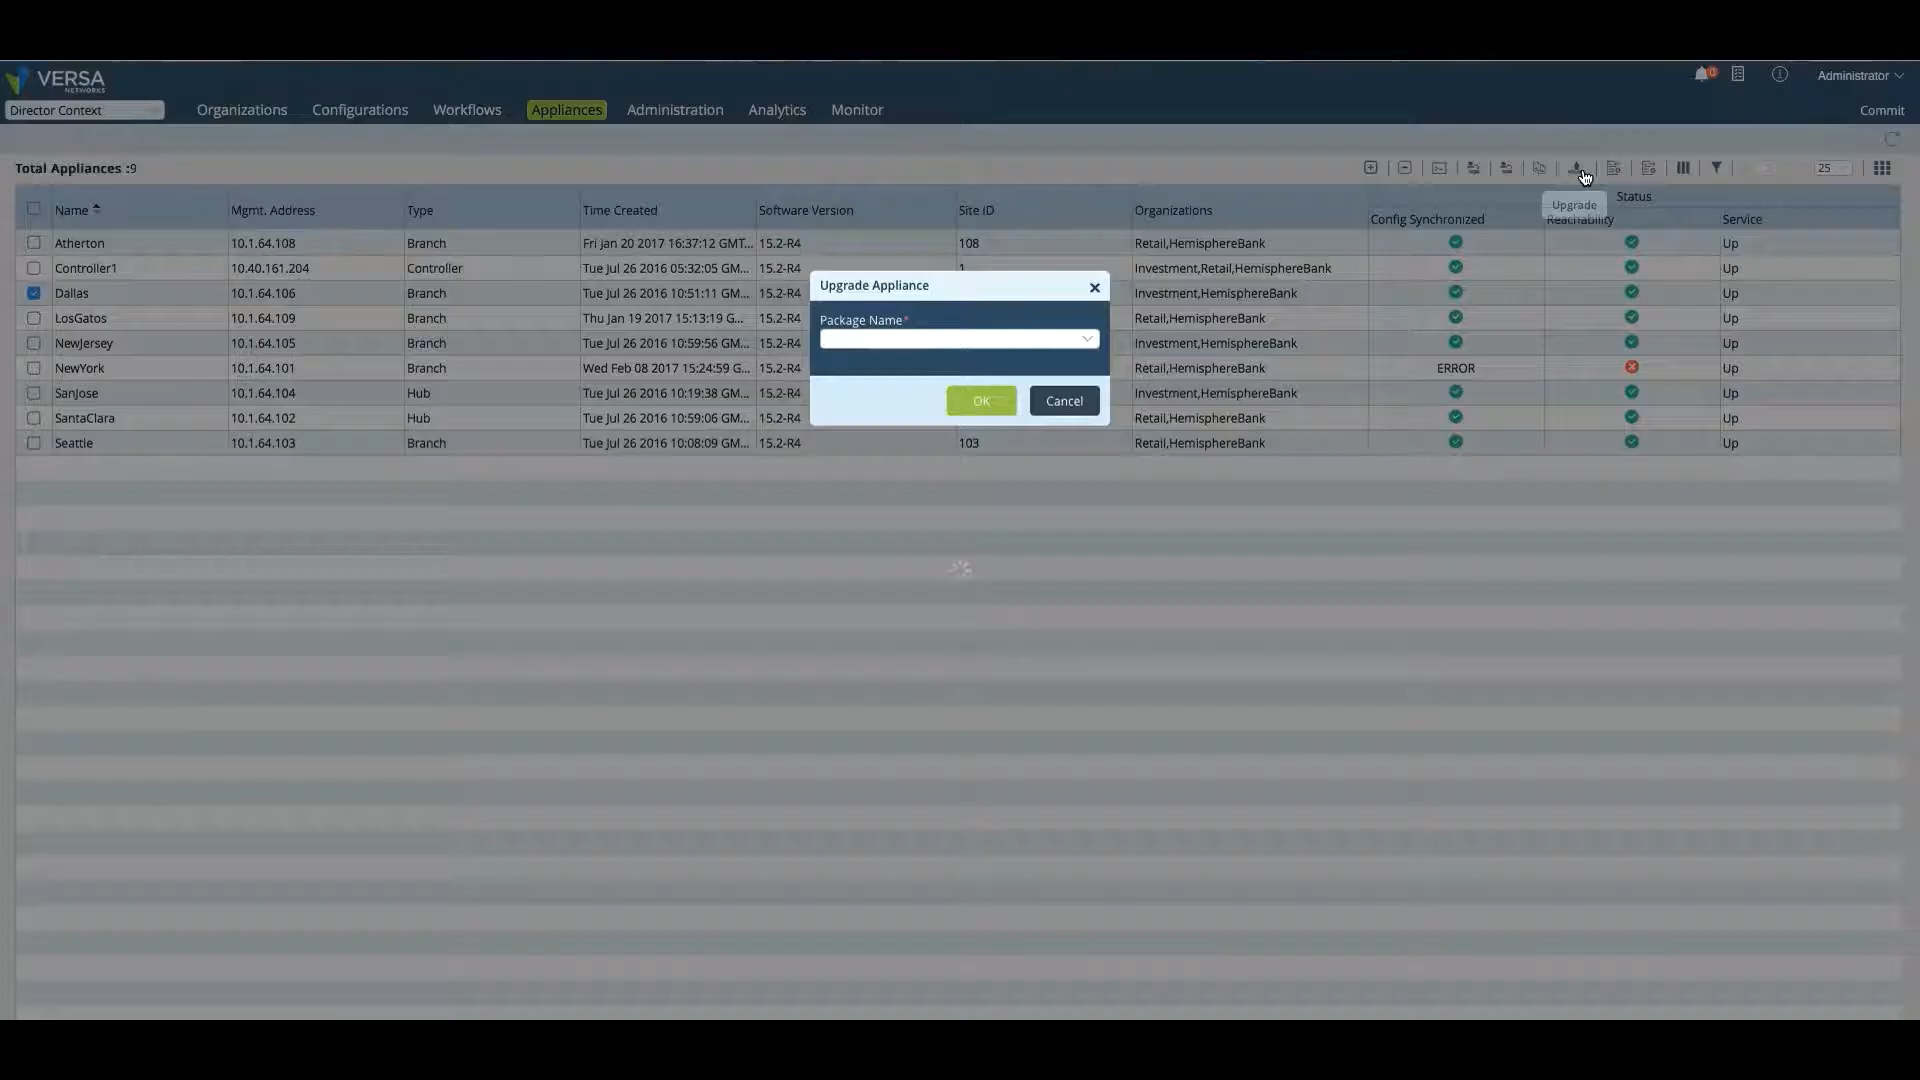 VERSA
NETWORKS
0
Administrator
Director Context
Organizations
Configurations
Workflows
Appliances
Administration
Analytics
Monitor
Commit
Total Appliances :9
25
Upgrade
Name
Mgmt. Address
Type
Time Created
Software Version
Site ID
Organizations
Status
Config Synchronized
Reachability
Service
Atherton 10.1.64.108 Branch Fri Jan 20 2017 16:37:12 GMT... 15.2-R4 108 Retail,HemisphereBank Up
Controller1 10.40.161.204 Controller Tue Jul 26 2016 05:32:05 GM... 15.2-R4 1 Investment,Retail,HemisphereBank Up
Dallas 10.1.64.106 Branch Tue Jul 26 2016 10:51:11 GM... 15.2-R4 Investment,HemisphereBank Up
LosGatos 10.1.64.109 Branch Thu Jan 19 2017 15:13:19 G... 15.2-R4 Retail,HemisphereBank Up
NewJersey 10.1.64.105 Branch Tue Jul 26 2016 10:59:56 GM... 15.2-R4 Investment,HemisphereBank Up
NewYork 10.1.64.101 Branch Wed Feb 08 2017 15:24:59 G... 15.2-R4 Retail,HemisphereBank ERROR Up
SanJose 10.1.64.104 Hub Tue Jul 26 2016 10:19:38 GM... 15.2-R4 Investment,HemisphereBank Up
SantaClara 10.1.64.102 Hub Tue Jul 26 2016 10:59:06 GM... 15.2-R4 Retail,HemisphereBank Up
Seattle 10.1.64.103 Branch Tue Jul 26 2016 10:08:09 GM... 15.2-R4 103 Retail,HemisphereBank Up
Upgrade Appliance
Package Name*
OK
Cancel